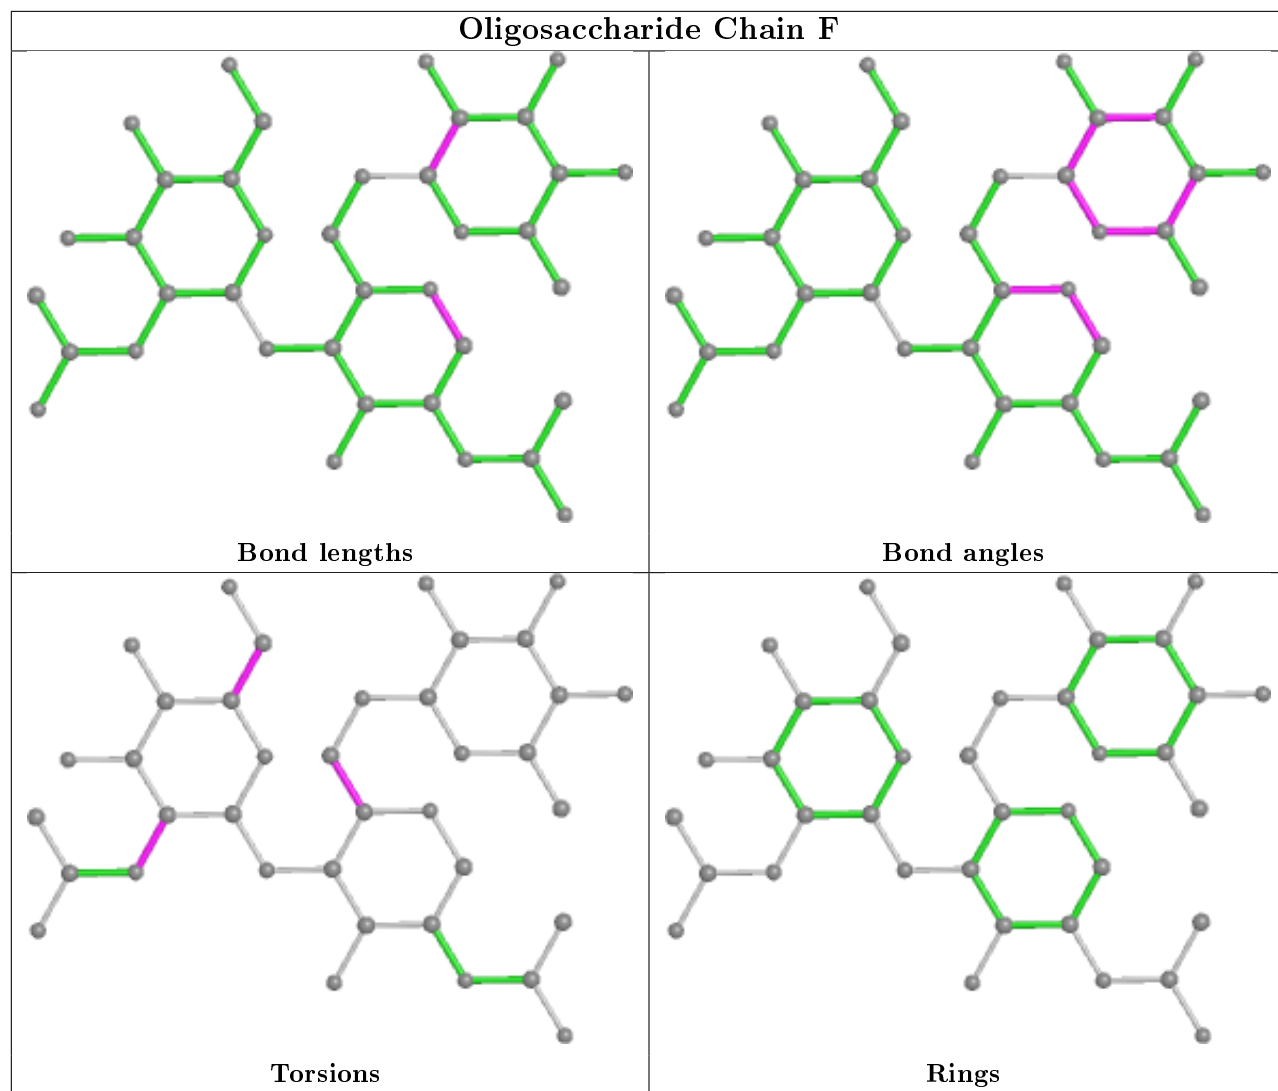 Oligosaccharide Chain F
Bond lengths
Bond angles
Torsions
Rings